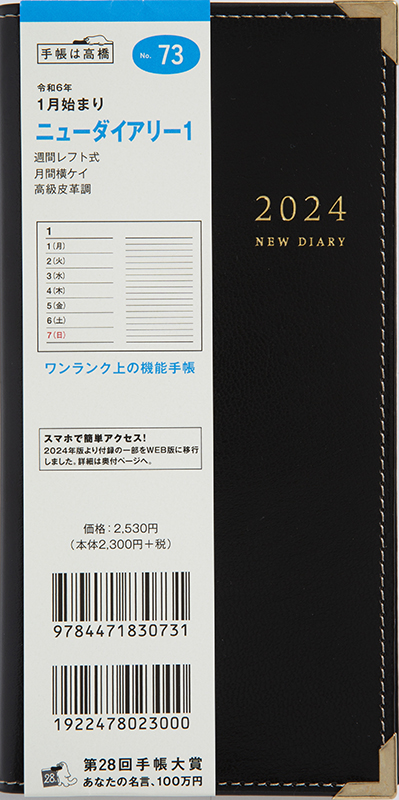 手帳は高橋
No. 73
令和6年
1月始まり
ニューダイアリー1
週間レフト式
月間横ケイ
高級皮革調
1
1(月)
2(火)
3(水)
4(木)
5(金)
6(土)
7(日)
ワンランク上の機能手帳
スマホで簡単アクセス!
2024年版より付録の一部をWEB版に移行
しました。詳細は奥付ページへ。
価格:2,530円
(本体2,300円+税)
9784471830731
1922478023000
28
第28回手帳大賞
あなたの名言、100万円
2024
NEW DIARY